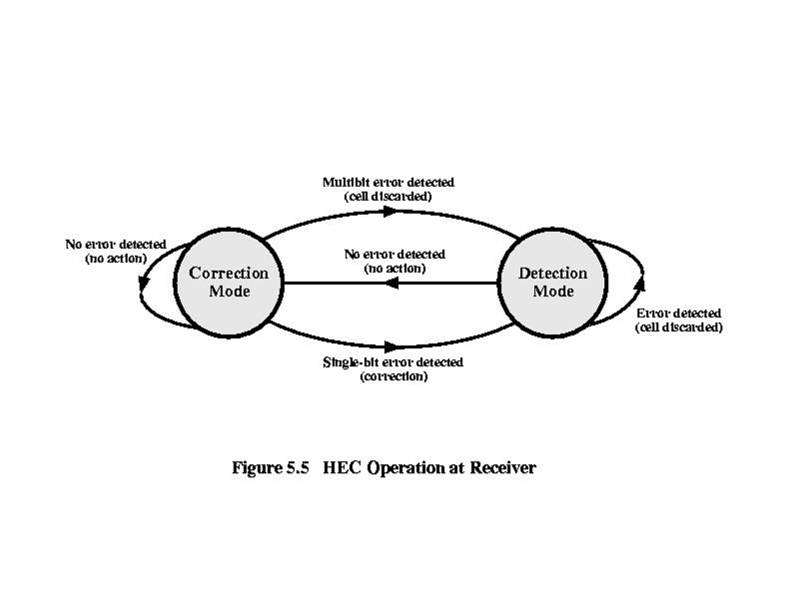 Multibit error detected
(cell discarded)
No error detected
(no action)
No error detected
(no action)
Correction
Mode
Detection
Mode
Error detected
(cell discarded)
Single-bit error detected
(correction)
Figure 5.5 HEC Operation at Receiver